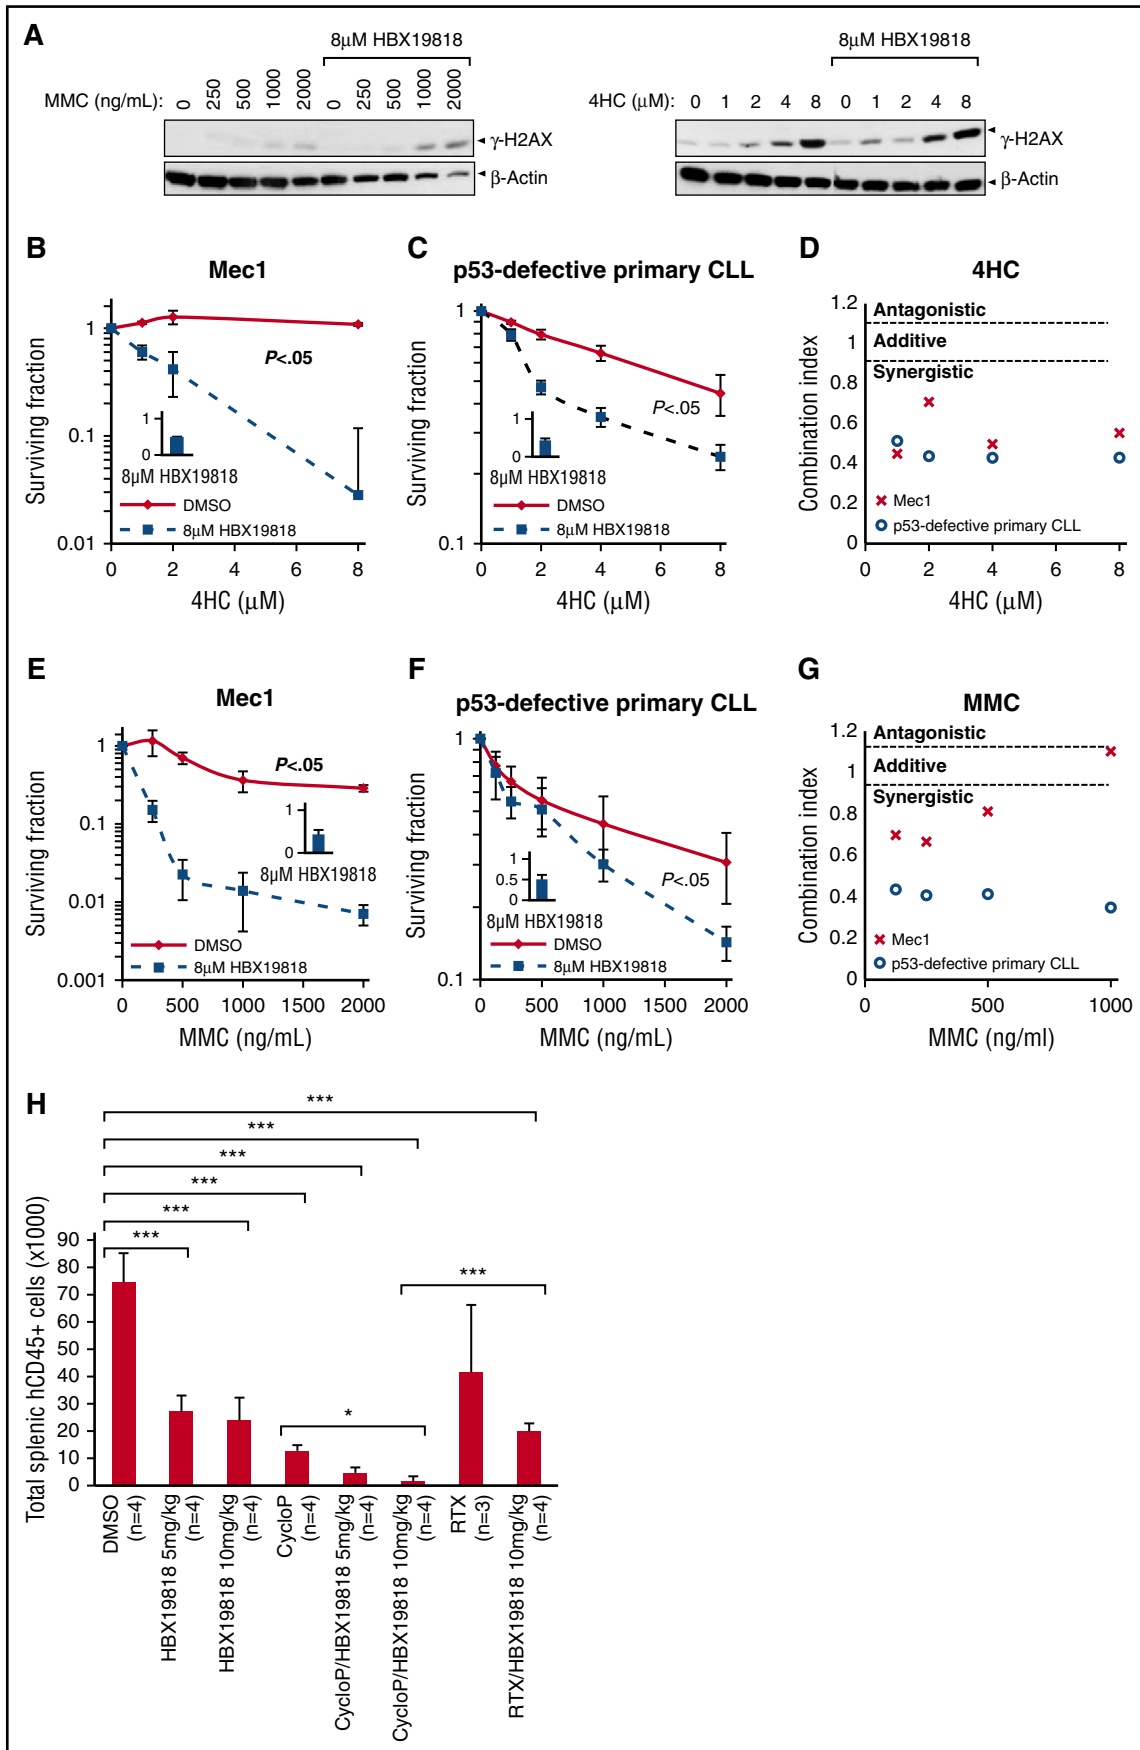 A
8µM HBX19818
MMC (ng/mL): 0 250 500 1000 2000 0 250 500 1000 2000
γ-H2AX
β-Actin
8µM HBX19818
4HC (µM): 0 1 2 4 8 0 1 2 4 8
γ-H2AX
β-Actin
B
Mec1
Surviving fraction
1
0.1
0.01
P<.05
1
0
8µM HBX19818
DMSO
8µM HBX19818
0 2 4 6 8
4HC (µM)
C
p53-defective primary CLL
Surviving fraction
1
0.1
P<.05
1
0
8µM HBX19818
DMSO
8µM HBX19818
0 2 4 6 8
4HC (µM)
D
4HC
Combination index
1.2
1
0.8
0.6
0.4
0.2
0
Antagonistic
Additive
Synergistic
Mec1
p53-defective primary CLL
0 2 4 6 8
4HC (µM)
E
Mec1
Surviving fraction
1
0.1
0.01
0.001
P<.05
1
0
8µM HBX19818
DMSO
8µM HBX19818
0 500 1000 1500 2000
MMC (ng/mL)
F
p53-defective primary CLL
Surviving fraction
1
0.1
P<.05
1
0.5
0
8µM HBX19818
DMSO
8µM HBX19818
0 500 1000 1500 2000
MMC (ng/mL)
G
MMC
Combination index
1.2
1
0.8
0.6
0.4
0.2
0
Antagonistic
Additive
Synergistic
Mec1
p53-defective primary CLL
0 500 1000
MMC (ng/ml)
H
***
***
***
***
***
***
***
*
Total splenic hCD45+ cells (x1000)
90
80
70
60
50
40
30
20
10
0
DMSO
(n=4)
HBX19818 5mg/kg
(n=4)
HBX19818 10mg/kg
(n=4)
CycloP
(n=4)
CycloP/HBX19818 5mg/kg
(n=4)
CycloP/HBX19818 10mg/kg
(n=4)
RTX
(n=3)
RTX/HBX19818 10mg/kg
(n=4)